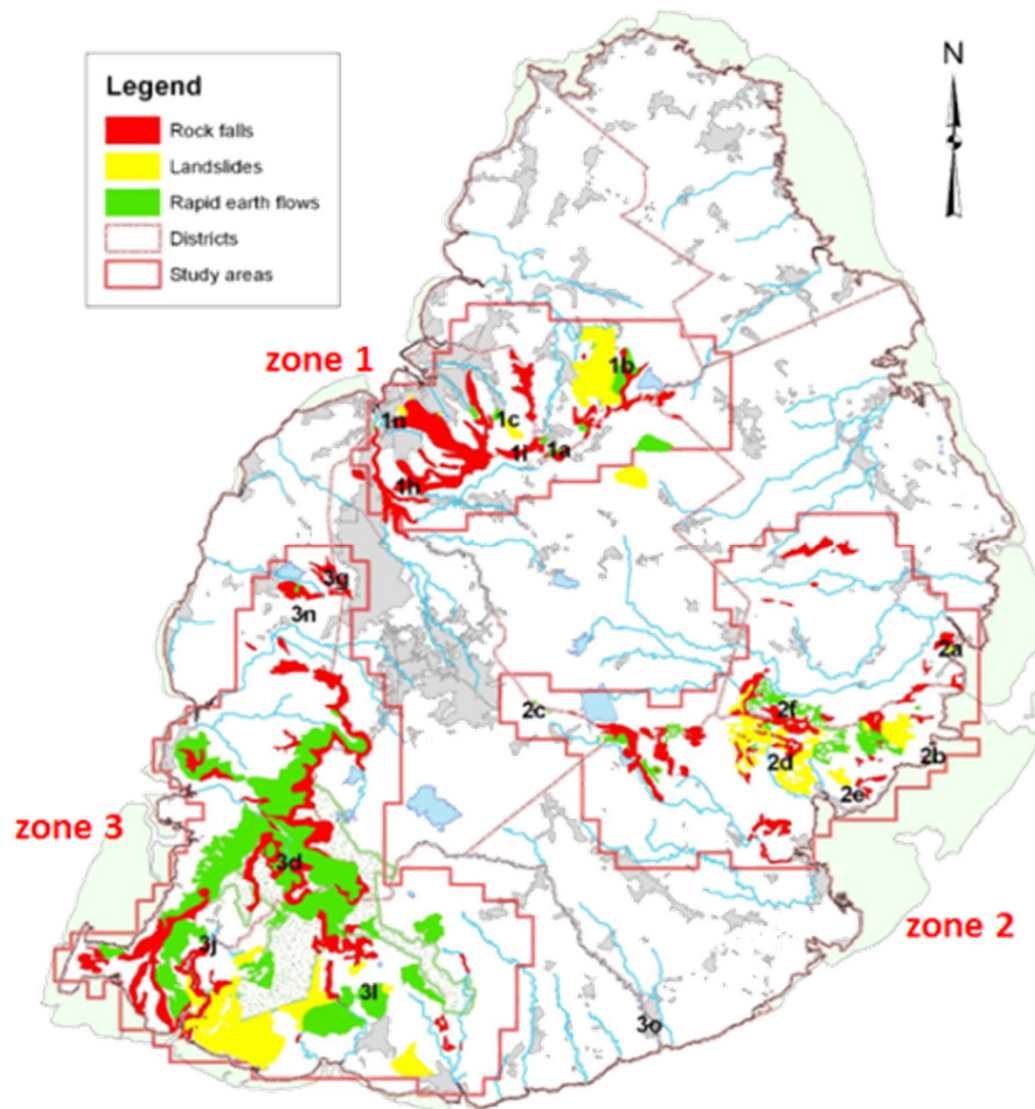 N
Legend
Rock falls
Landslides
Rapid earth flows
Districts
Study areas
zone 1
1b
1n
1c
1i
1a
1h
3g
3n
2a
2c
2f
2d
2b
2e
zone 3
3d
zone 2
3j
3l
3o